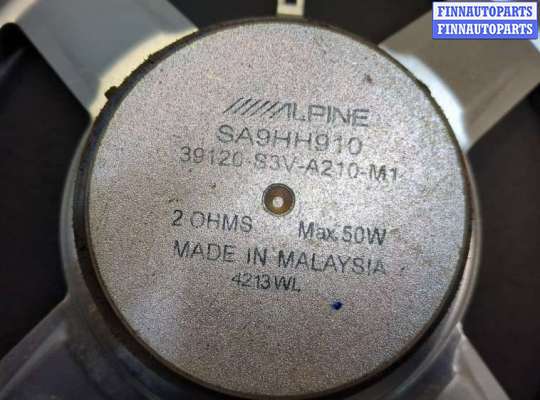 FINNAUTOPARTS
FINNAUTOPARTS
ALPINE
SA9HH910
39120-S3V-A210-M1
2 OHMS Max.50W
MADE IN MALAYSIA
4213WL